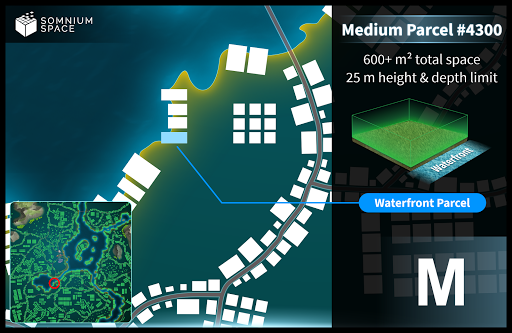 SOMNIUM
SPACE
Medium Parcel #4300
600+ m² total space
25 m height & depth limit
Waterfront
Waterfront Parcel
M